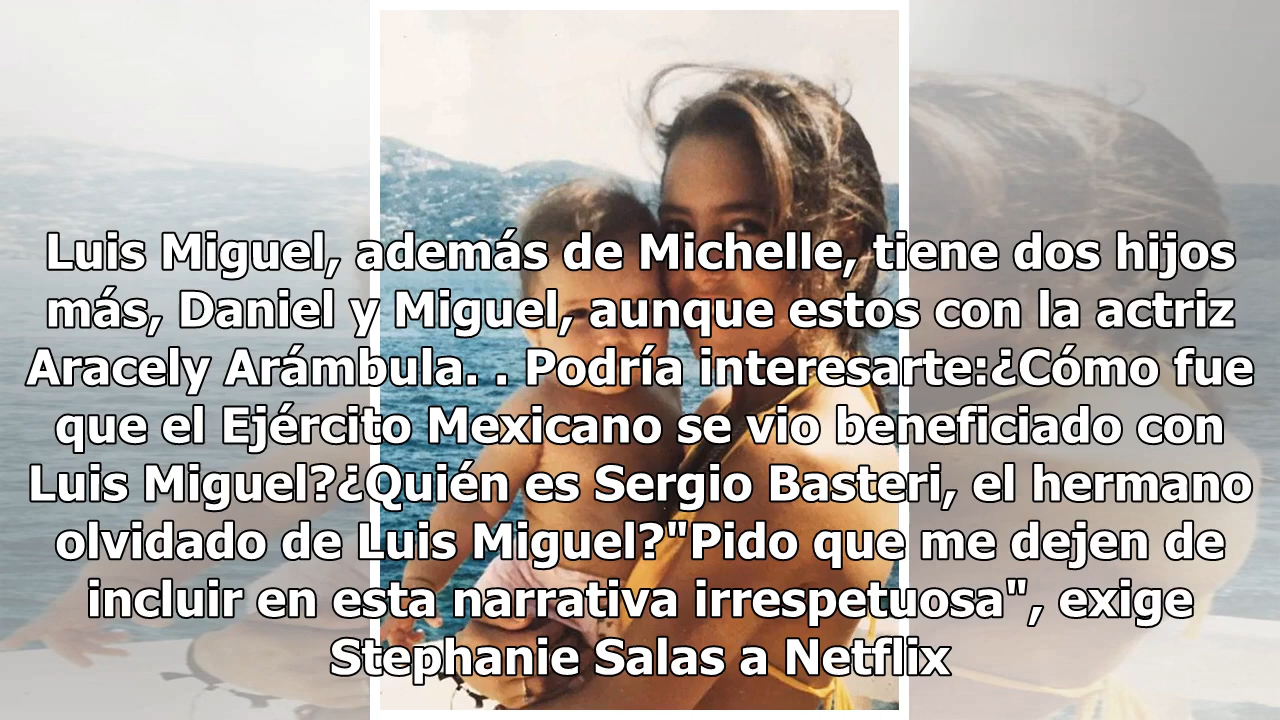 Luis Miguel, además de Michelle, tiene dos hijos
más, Daniel y Miguel, aunque estos con la actriz
Aracely Arámbula. . Podría interesarte:¿Cómo fue
que el Ejército Mexicano se vio beneficiado con
Luis Miguel?¿Quién es Sergio Basteri, el hermano
olvidado de Luis Miguel?"Pido que me dejen de
incluir en esta narrativa irrespetuosa", exige
Stephanie Salas a Netflix